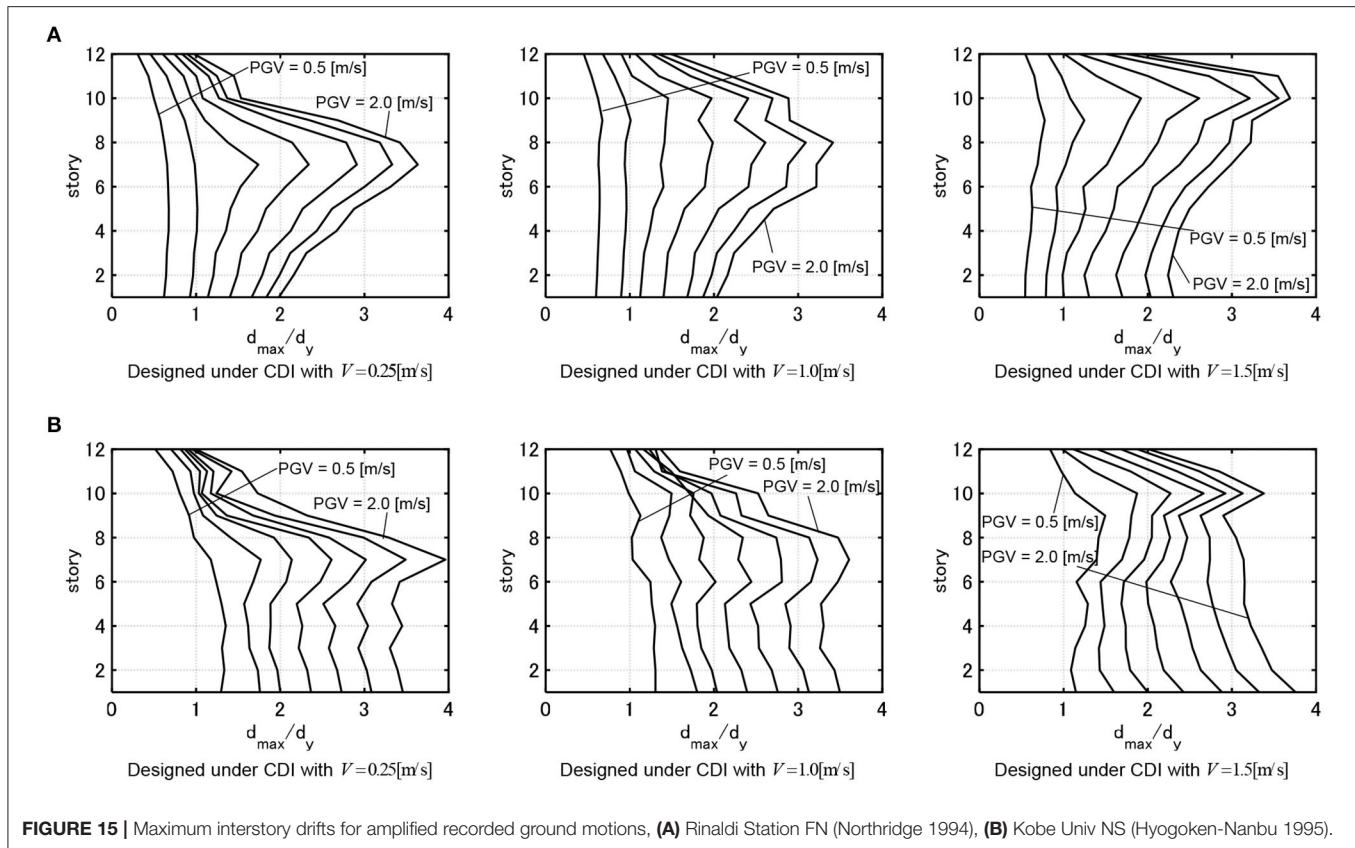 A
12
10
8
6
4
2
story
PGV = 0.5 [m/s]
PGV = 2.0 [m/s]
0 1 2 3 4
d_max/d_y
Designed under CDI with V=0.25[m/s]
12
10
8
6
4
2
story
PGV = 0.5 [m/s]
PGV = 2.0 [m/s]
0 1 2 3 4
d_max/d_y
Designed under CDI with V=1.0[m/s]
12
10
8
6
4
2
story
PGV = 0.5 [m/s]
PGV = 2.0 [m/s]
0 1 2 3 4
d_max/d_y
Designed under CDI with V=1.5[m/s]
B
12
10
8
6
4
2
story
PGV = 0.5 [m/s]
PGV = 2.0 [m/s]
0 1 2 3 4
d_max/d_y
Designed under CDI with V=0.25[m/s]
12
10
8
6
4
2
story
PGV = 0.5 [m/s]
PGV = 2.0 [m/s]
0 1 2 3 4
d_max/d_y
Designed under CDI with V=1.0[m/s]
12
10
8
6
4
2
story
PGV = 0.5 [m/s]
PGV = 2.0 [m/s]
0 1 2 3 4
d_max/d_y
Designed under CDI with V=1.5[m/s]
FIGURE 15 | Maximum interstory drifts for amplified recorded ground motions, (A) Rinaldi Station FN (Northridge 1994), (B) Kobe Univ NS (Hyogoken-Nanbu 1995).